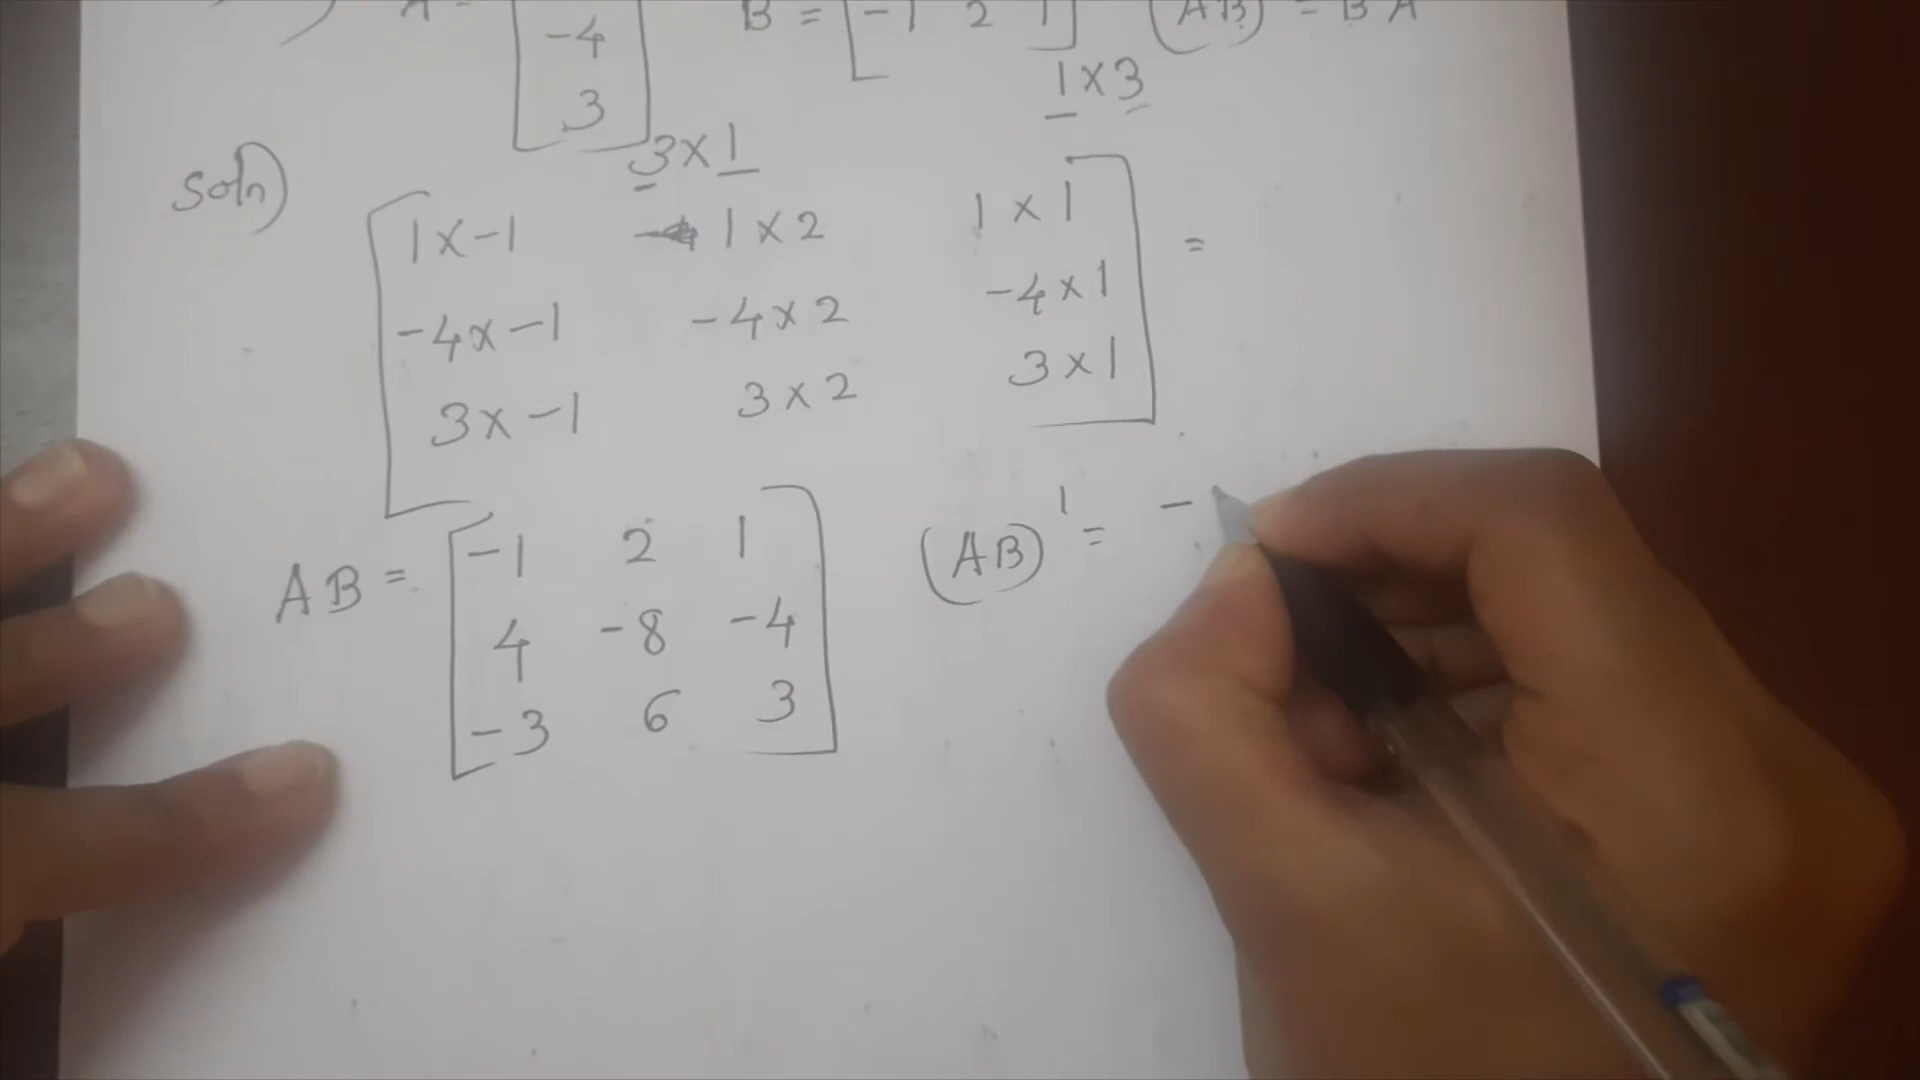 -4 B = [-1 2 1] (AB) = B A
3 1x3
3x1
Soln)
1x-1 1x2 1x1 =
-4x-1 -4x2 -4x1
3x-1 3x2 3x1
AB = -1 2 1 (AB)' = -
4 -8 -4
-3 6 3